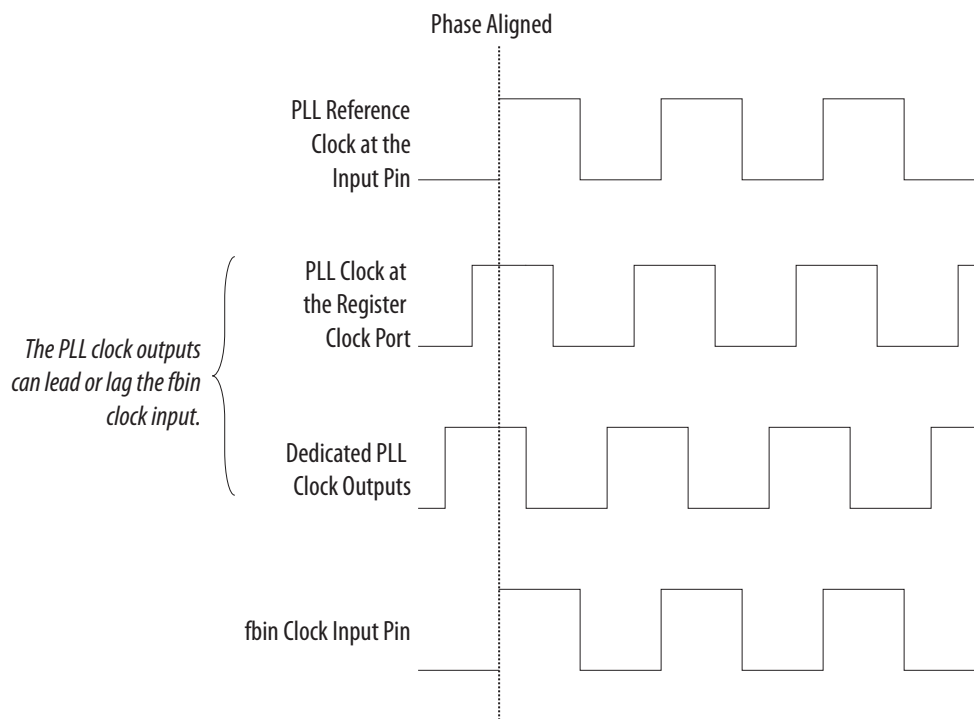 Phase Aligned
PLL Reference
Clock at the
Input Pin
PLL Clock at
the Register
Clock Port
The PLL clock outputs
can lead or lag the fbin
clock input.
Dedicated PLL
Clock Outputs
fbin Clock Input Pin